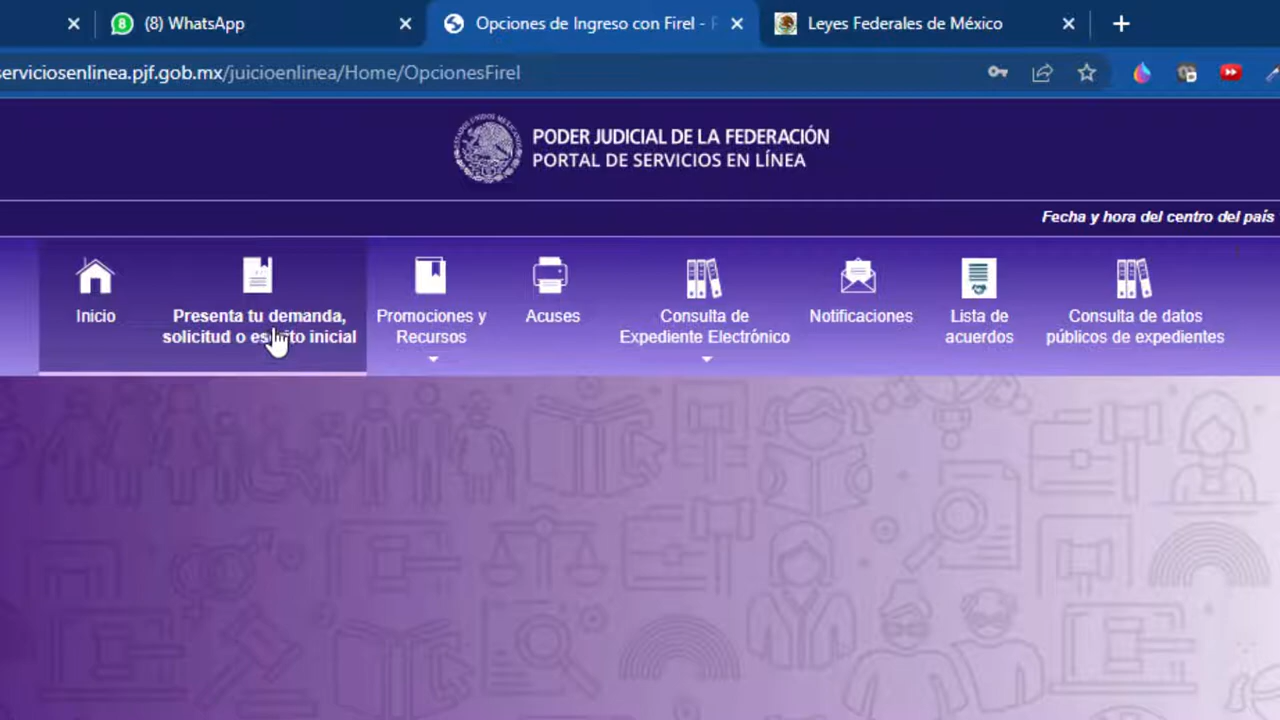 (8) WhatsApp
Opciones de Ingreso con Firel -
Leyes Federales de México
serviciosenlinea.pjf.gob.mx/juicioenlinea/Home/OpcionesFirel
PODER JUDICIAL DE LA FEDERACIÓN
PORTAL DE SERVICIOS EN LÍNEA
Fecha y hora del centro del país
Inicio
Presenta tu demanda,
solicitud o escrito inicial
Promociones y
Recursos
Acuses
Consulta de
Expediente Electrónico
Notificaciones
Lista de
acuerdos
Consulta de datos
públicos de expedientes